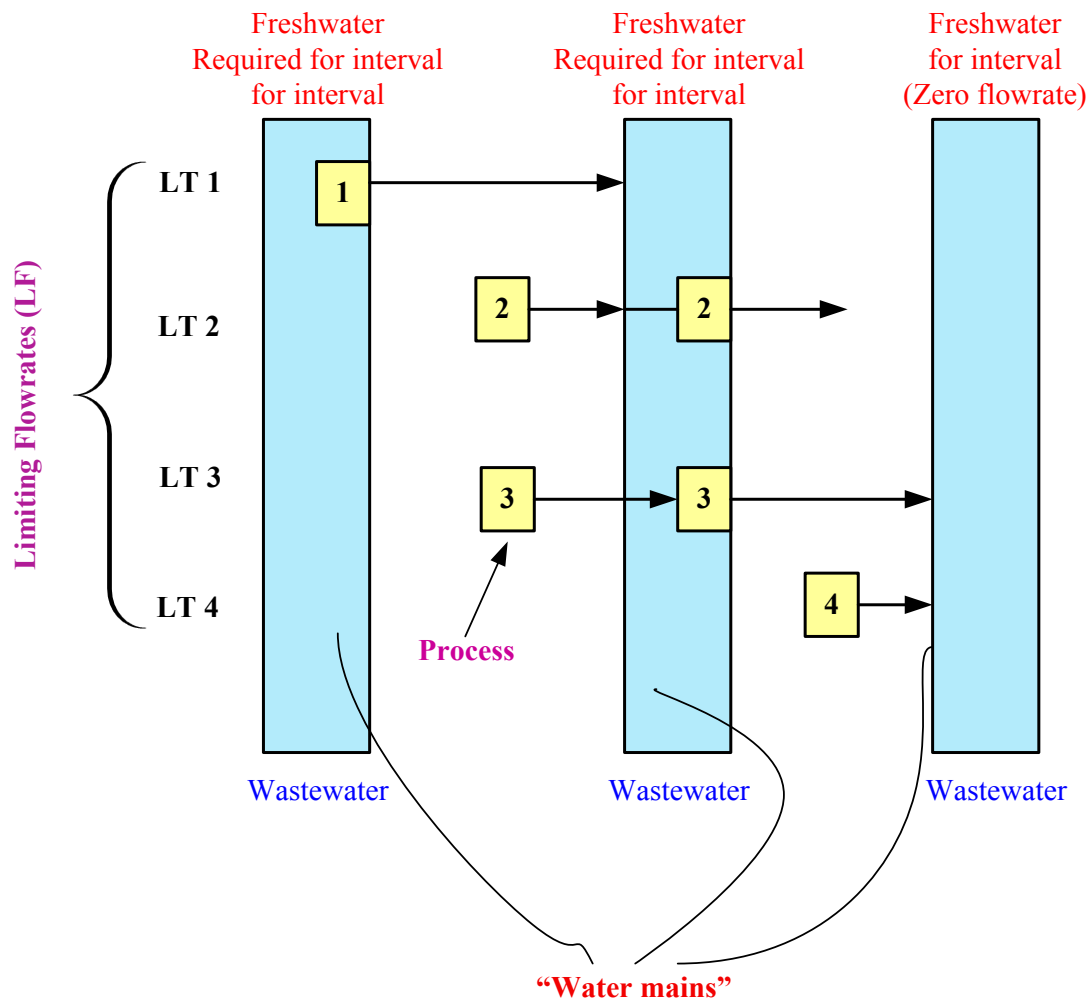 Freshwater
Required for interval
for interval
Freshwater
Required for interval
for interval
Freshwater
for interval
(Zero flowrate)
Limiting Flowrates (LF)
LT 1
1
LT 2
2
2
LT 3
3
3
LT 4
4
Process
Wastewater
Wastewater
Wastewater
“Water mains”